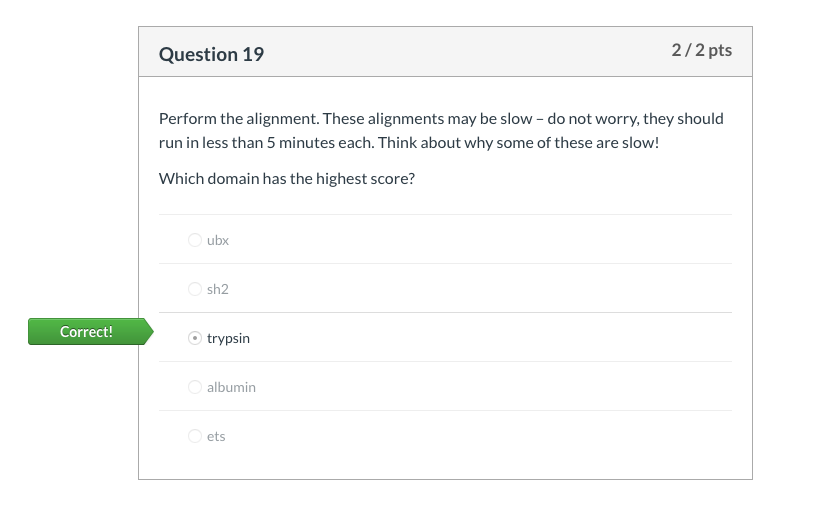 Question 19
2 / 2 pts
Perform the alignment. These alignments may be slow – do not worry, they should
run in less than 5 minutes each. Think about why some of these are slow!
Which domain has the highest score?
ubx
sh2
Correct!
trypsin
albumin
ets